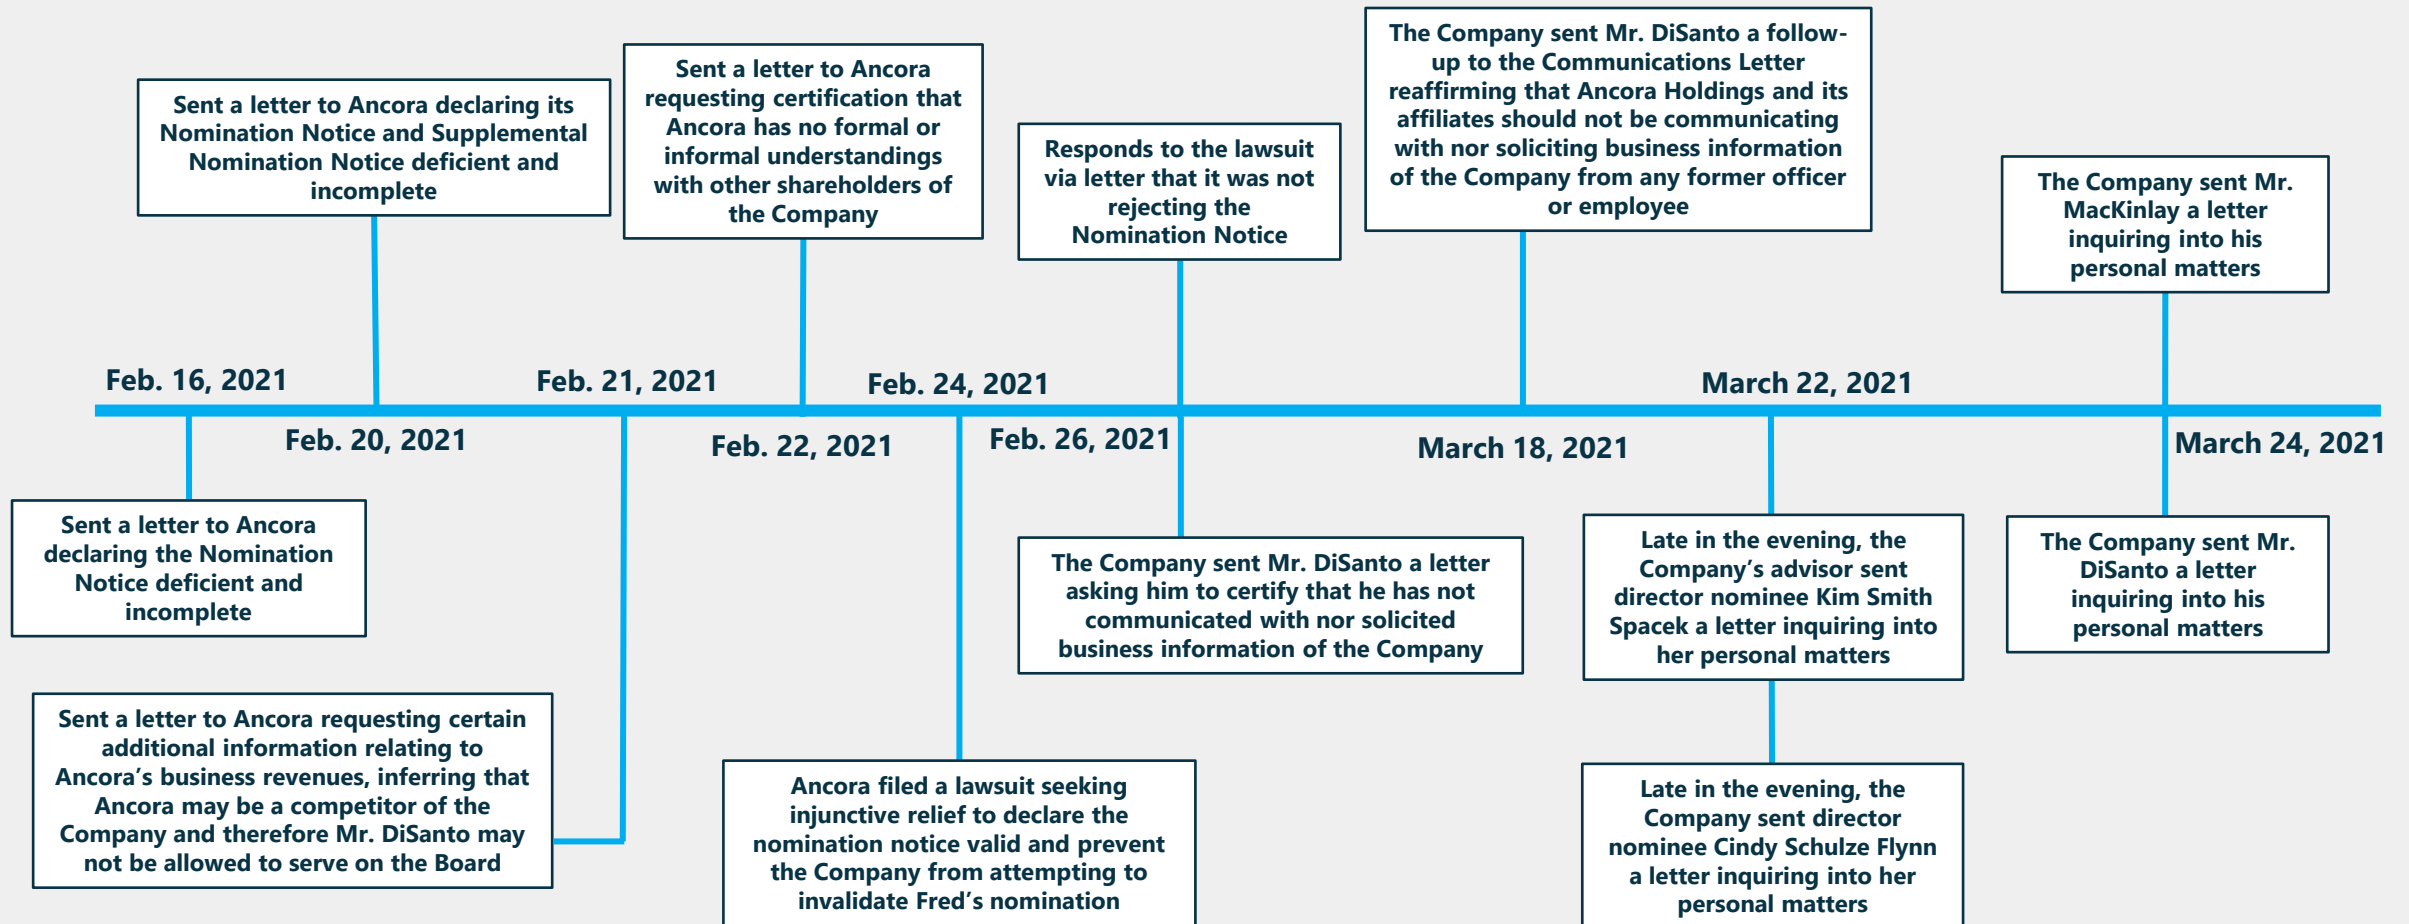 Feb. 16, 2021
Sent a letter to Ancora
declaring the Nomination
Notice deficient and
incomplete
Sent a letter to Ancora declaring its
Nomination Notice and Supplemental
Nomination Notice deficient and
incomplete
Feb. 20, 2021
Feb. 21, 2021
Sent a letter to Ancora requesting certain
additional information relating to
Ancora’s business revenues, inferring that
Ancora may be a competitor of the
Company and therefore Mr. DiSanto may
not be allowed to serve on the Board
Sent a letter to Ancora
requesting certification that
Ancora has no formal or
informal understandings
with other shareholders of
the Company
Feb. 22, 2021
Feb. 24, 2021
Ancora filed a lawsuit seeking
injunctive relief to declare the
nomination notice valid and prevent
the Company from attempting to
invalidate Fred’s nomination
Responds to the lawsuit
via letter that it was not
rejecting the
Nomination Notice
Feb. 26, 2021
The Company sent Mr. DiSanto a letter
asking him to certify that he has not
communicated with nor solicited
business information of the Company
The Company sent Mr. DiSanto a follow-
up to the Communications Letter
reaffirming that Ancora Holdings and its
affiliates should not be communicating
with nor soliciting business information
of the Company from any former officer
or employee
March 18, 2021
March 22, 2021
Late in the evening, the
Company’s advisor sent
director nominee Kim Smith
Spacek a letter inquiring into
her personal matters
Late in the evening, the
Company sent director
nominee Cindy Schulze Flynn
a letter inquiring into her
personal matters
The Company sent Mr.
MacKinlay a letter
inquiring into his
personal matters
March 24, 2021
The Company sent Mr.
DiSanto a letter
inquiring into his
personal matters